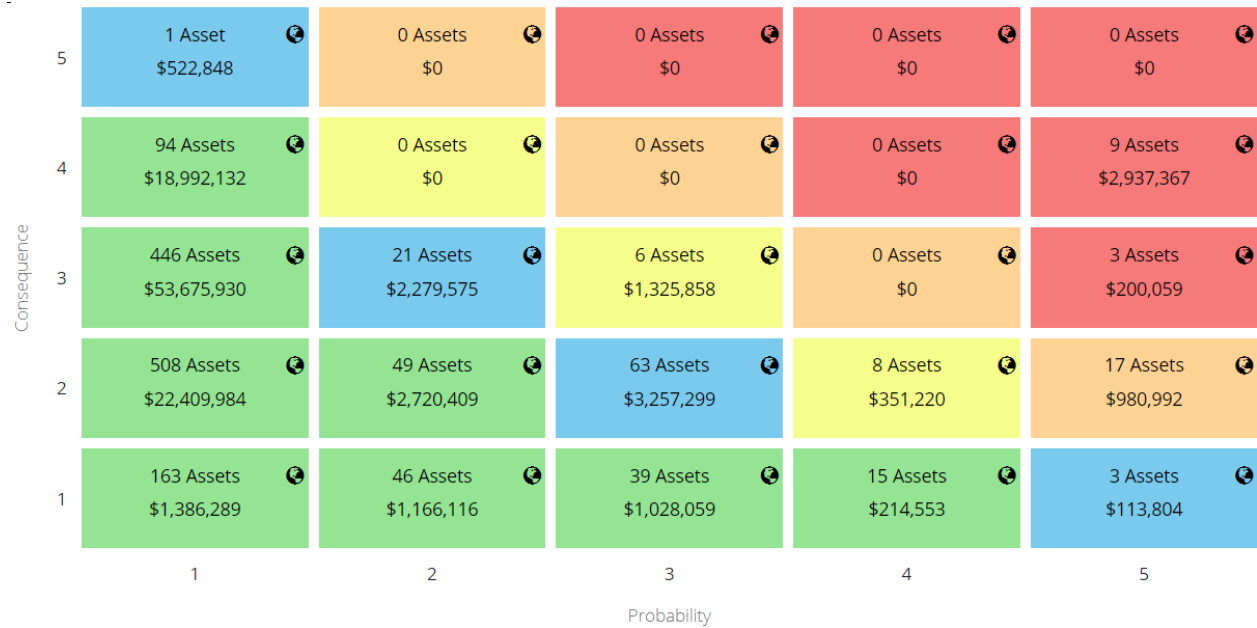 1 Asset 0 Assets 0 Assets 0 Assets 0 Assets
5
$522,848 $0 $0 $0 $0
94 Assets 0 Assets 0 Assets 0 Assets 9 Assets
4
$18,992,132 $0 $0 $0 $2,937,367
446 Assets 21 Assets 6 Assets 0 Assets 3 Assets
3
$53,675,930 $2,279,575 $1,325,858 $0 $200,059
508 Assets 49 Assets 63 Assets 8 Assets 17 Assets
2
$22,409,984 $2,720,409 $3,257,299 $351,220 $980,992
163 Assets 46 Assets 39 Assets 15 Assets 3 Assets
1
$1,386,289 $1,166,116 $1,028,059 $214,553 $113,804
1 2 3 4 5
Consequence
Probability